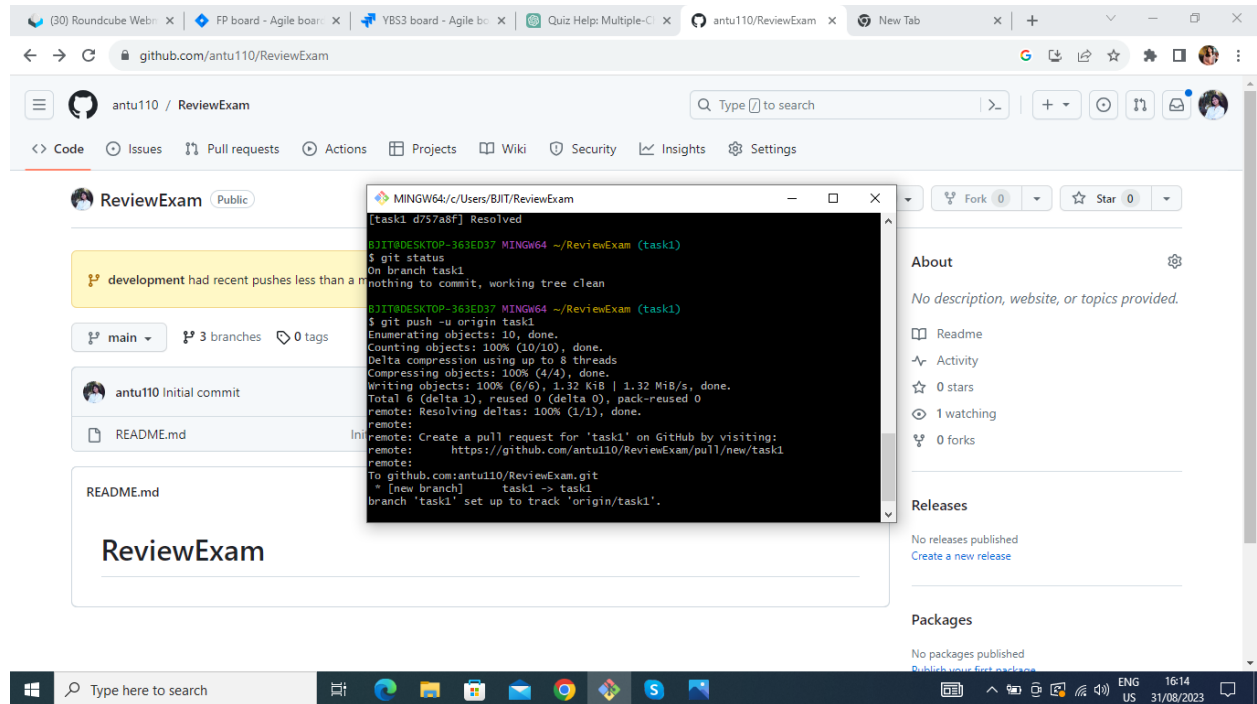 (30) Roundcube Webm
FP board - Agile board
YBS3 board - Agile bo
Quiz Help: Multiple-C
antu110/ReviewExam
New Tab
github.com/antu110/ReviewExam
antu110 / ReviewExam
Type / to search
Code
Issues
Pull requests
Actions
Projects
Wiki
Security
Insights
Settings
ReviewExam Public
Fork 0
Star 0
development had recent pushes less than a m
main
3 branches
0 tags
antu110 Initial commit
README.md
Ini
README.md
ReviewExam
MINGW64:/c/Users/BJIT/ReviewExam
[task1 d757a8f] Resolved
BJIT@DESKTOP-363ED37 MINGW64 ~/ReviewExam (task1)
$ git status
On branch task1
nothing to commit, working tree clean
BJIT@DESKTOP-363ED37 MINGW64 ~/ReviewExam (task1)
$ git push -u origin task1
Enumerating objects: 10, done.
Counting objects: 100% (10/10), done.
Delta compression using up to 8 threads
Compressing objects: 100% (4/4), done.
Writing objects: 100% (6/6), 1.32 KiB | 1.32 MiB/s, done.
Total 6 (delta 1), reused 0 (delta 0), pack-reused 0
remote: Resolving deltas: 100% (1/1), done.
remote:
remote: Create a pull request for 'task1' on GitHub by visiting:
remote:      https://github.com/antu110/ReviewExam/pull/new/task1
remote:
To github.com:antu110/ReviewExam.git
 * [new branch]      task1 -> task1
branch 'task1' set up to track 'origin/task1'.
About
No description, website, or topics provided.
Readme
Activity
0 stars
1 watching
0 forks
Releases
No releases published
Create a new release
Packages
No packages published
Publish your first package
Type here to search
ENG
US
16:14
31/08/2023